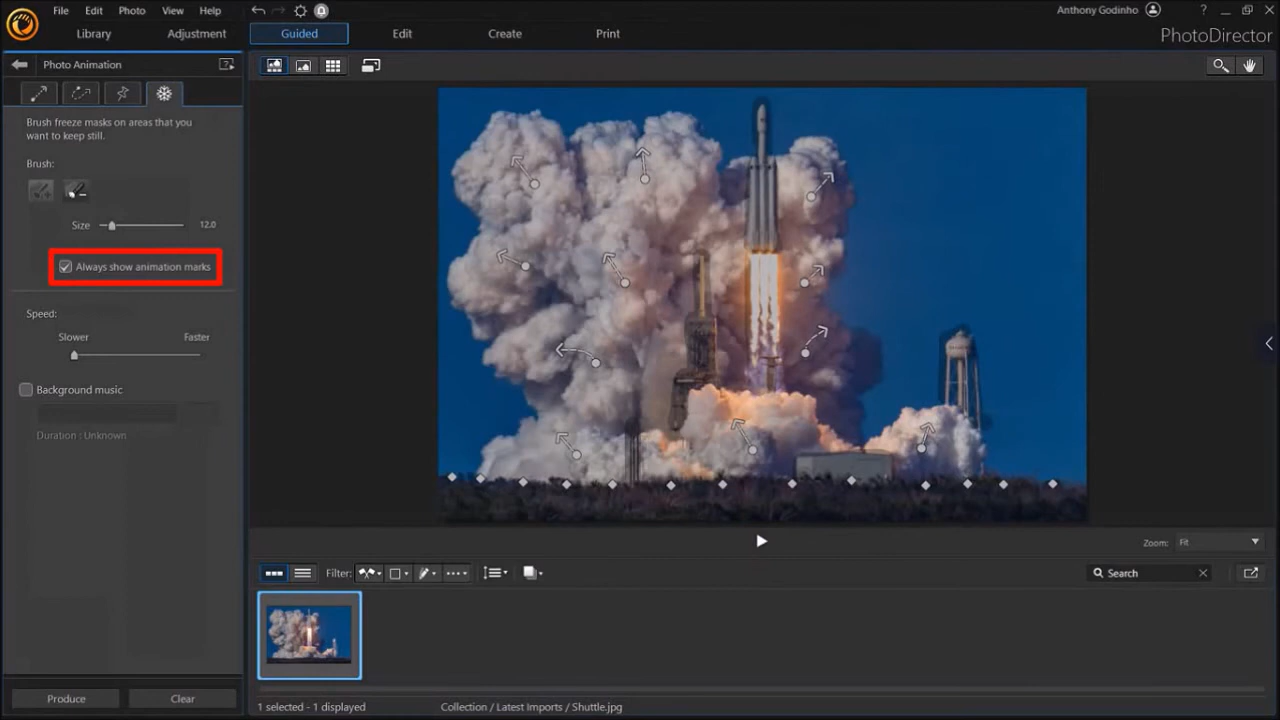 File Edit Photo View Help
Anthony Godinho
?
Library Adjustment Guided Edit Create Print
PhotoDirector
Photo Animation
Brush freeze masks on areas that you
want to keep still.
Brush:
Size 12.0
Always show animation marks
Speed:
Slower Faster
Background music
Duration : Unknown
Zoom: Fit
Filter:
Search
Produce Clear
1 selected - 1 displayed
Collection / Latest Imports / Shuttle.jpg